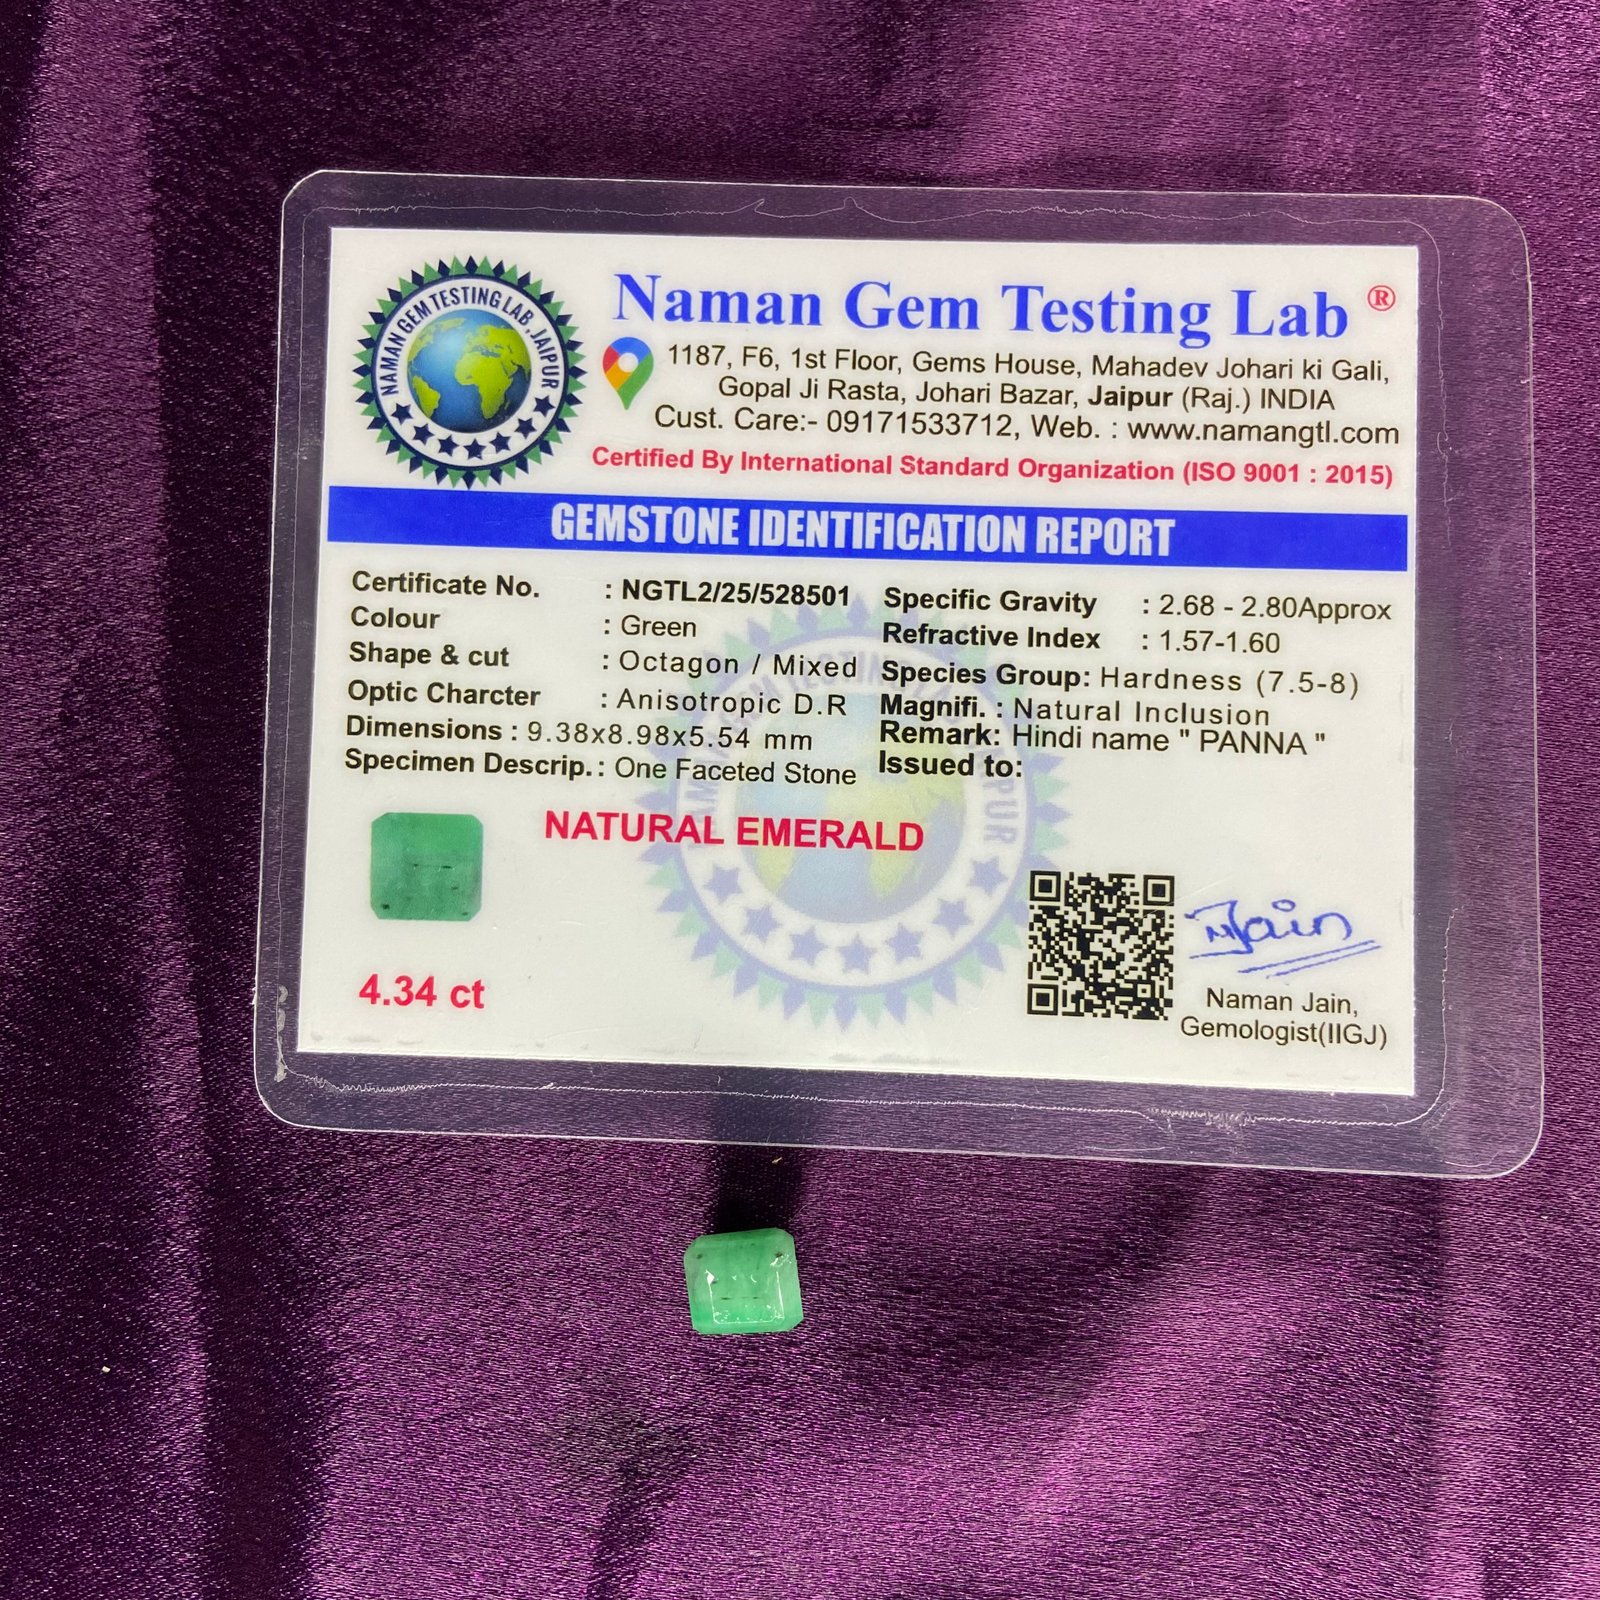 NAMAN GEM TESTING LAB, JAIPUR
Naman Gem Testing Lab ®
1187, F6, 1st Floor, Gems House, Mahadev Johari ki Gali,
Gopal Ji Rasta, Johari Bazar, Jaipur (Raj.) INDIA
Cust. Care:- 09171533712, Web. : www.namangtl.com
Certified By International Standard Organization (ISO 9001 : 2015)
GEMSTONE IDENTIFICATION REPORT
Certificate No. : NGTL2/25/528501
Colour : Green
Shape & cut : Octagon / Mixed
Optic Charcter : Anisotropic D.R
Dimensions : 9.38x8.98x5.54 mm
Specimen Descrip. : One Faceted Stone
Specific Gravity : 2.68 - 2.80Approx
Refractive Index : 1.57-1.60
Species Group: Hardness (7.5-8)
Magnifi. : Natural Inclusion
Remark: Hindi name " PANNA "
Issued to:
NATURAL EMERALD
4.34 ct
NJain
Naman Jain,
Gemologist(IIGJ)